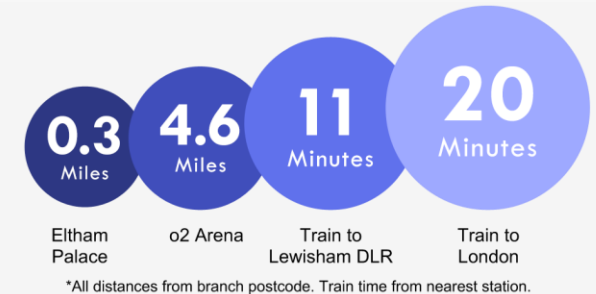 0.3
Miles
4.6
Miles
11
Minutes
20
Minutes
Eltham
Palace
o2 Arena
Train to
Lewisham DLR
Train to
London
*All distances from branch postcode. Train time from nearest station.